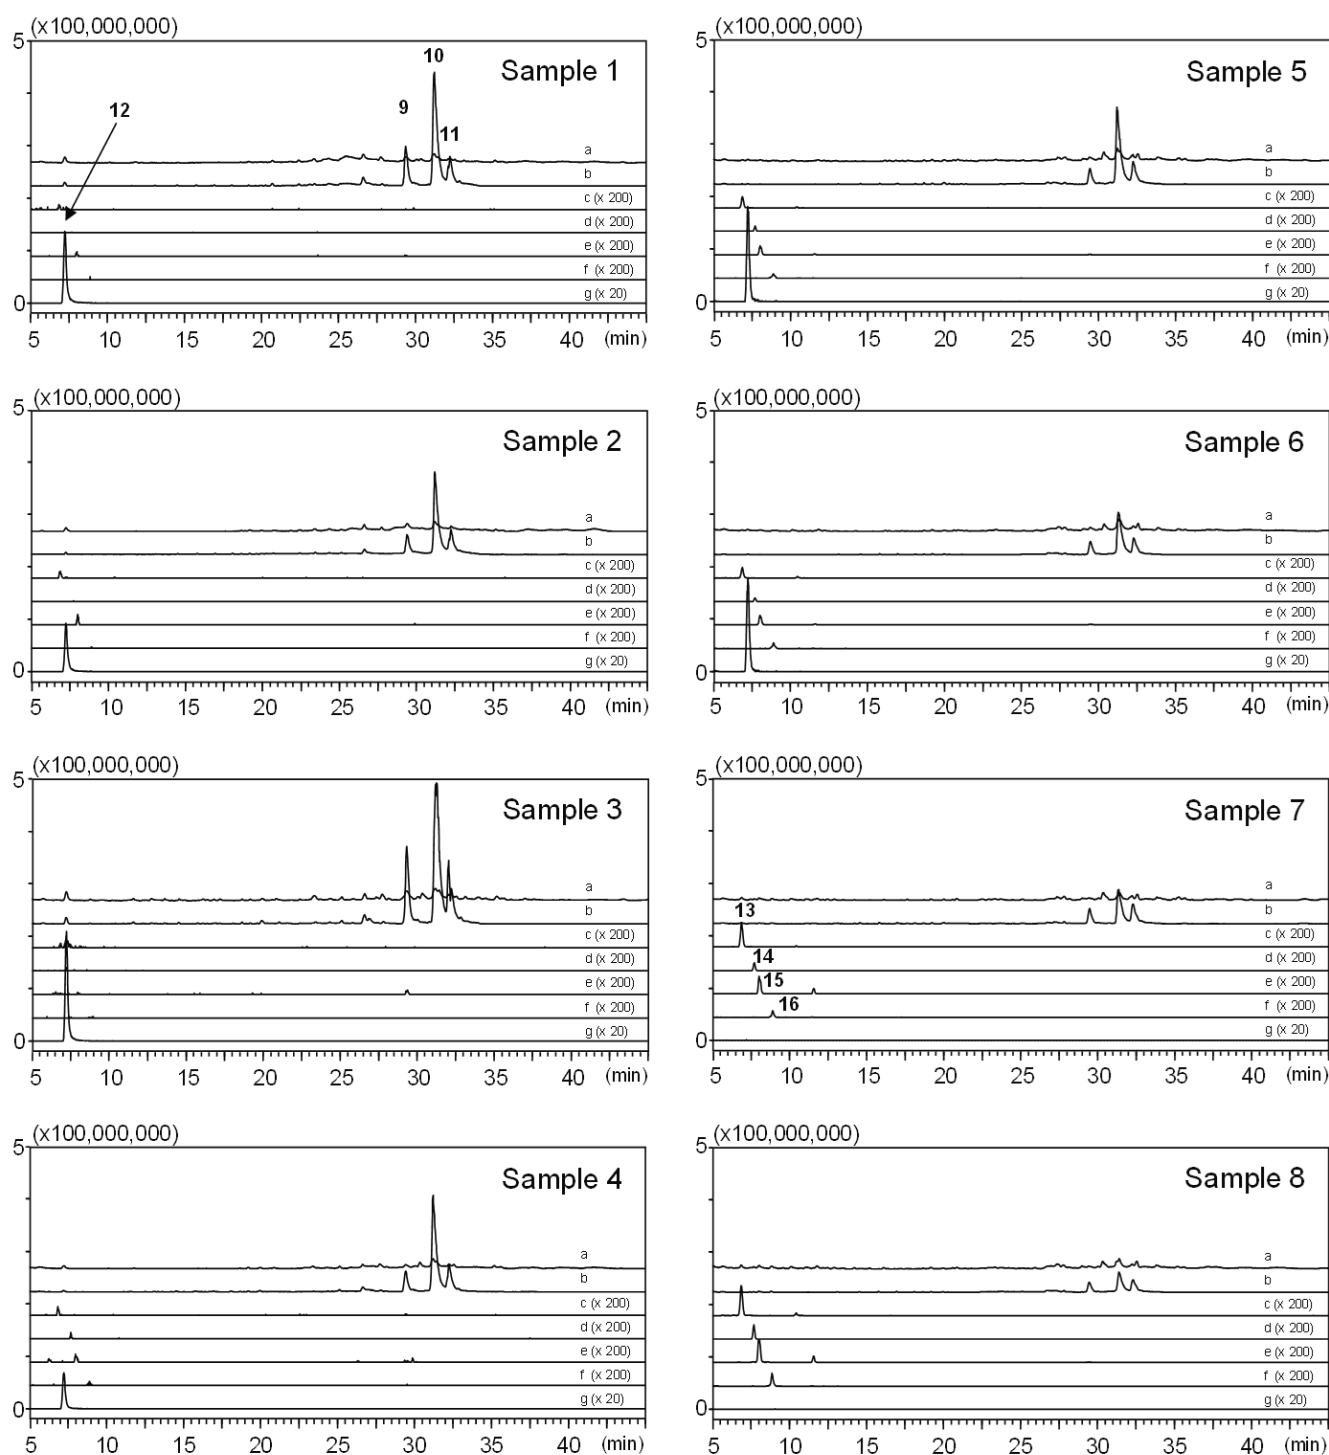 (x100,000,000)
5
Sample 1
10
9
11
12
a
b
c (x 200)
d (x 200)
e (x 200)
f (x 200)
g (x 20)
0
5 10 15 20 25 30 35 40 (min)
(x100,000,000)
5
Sample 5
a
b
c (x 200)
d (x 200)
e (x 200)
f (x 200)
g (x 20)
0
5 10 15 20 25 30 35 40 (min)
(x100,000,000)
5
Sample 2
a
b
c (x 200)
d (x 200)
e (x 200)
f (x 200)
g (x 20)
0
5 10 15 20 25 30 35 40 (min)
(x100,000,000)
5
Sample 6
a
b
c (x 200)
d (x 200)
e (x 200)
f (x 200)
g (x 20)
0
5 10 15 20 25 30 35 40 (min)
(x100,000,000)
5
Sample 3
a
b
c (x 200)
d (x 200)
e (x 200)
f (x 200)
g (x 20)
0
5 10 15 20 25 30 35 40 (min)
(x100,000,000)
5
Sample 7
a
b
13
c (x 200)
14
d (x 200)
15
e (x 200)
16
f (x 200)
g (x 20)
0
5 10 15 20 25 30 35 40 (min)
(x100,000,000)
5
Sample 4
a
b
c (x 200)
d (x 200)
e (x 200)
f (x 200)
g (x 20)
0
5 10 15 20 25 30 35 40 (min)
(x100,000,000)
5
Sample 8
a
b
c (x 200)
d (x 200)
e (x 200)
f (x 200)
g (x 20)
0
5 10 15 20 25 30 35 40 (min)